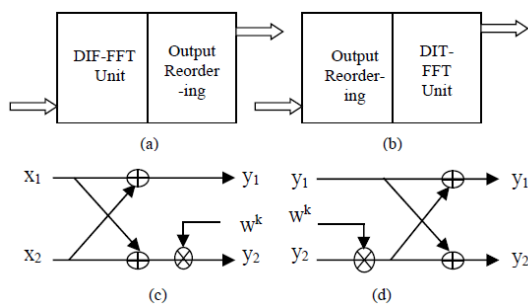 DIF-FFT
Unit
Output
Reorder
-ing
(a)
Output
Reorder-
ing
DIT-
FFT
Unit
(b)
x1
y1
W^k
x2
y2
(c)
y1
y1
W^k
y2
y2
(d)